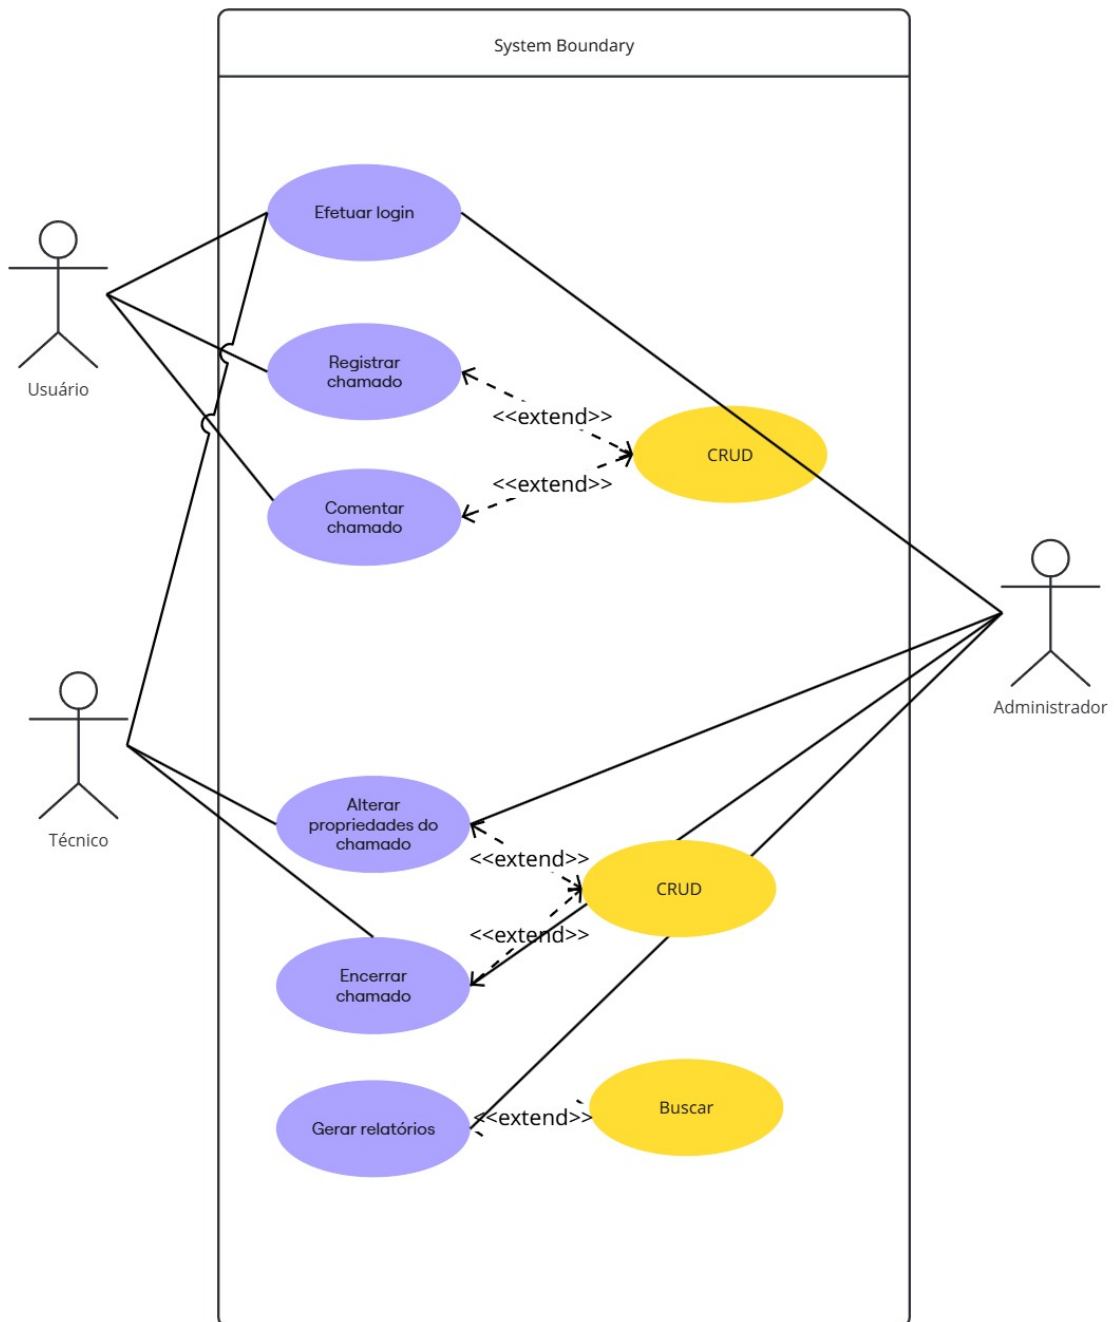 System Boundary
Efetuar login
Usuário
Registrar
chamado
<<extend>>
CRUD
<<extend>>
Comentar
chamado
Administrador
Técnico
Alterar
propriedades do
chamado
<<extend>>
CRUD
<<extend>>
Encerrar
chamado
Gerar relatórios
<<extend>>
Buscar